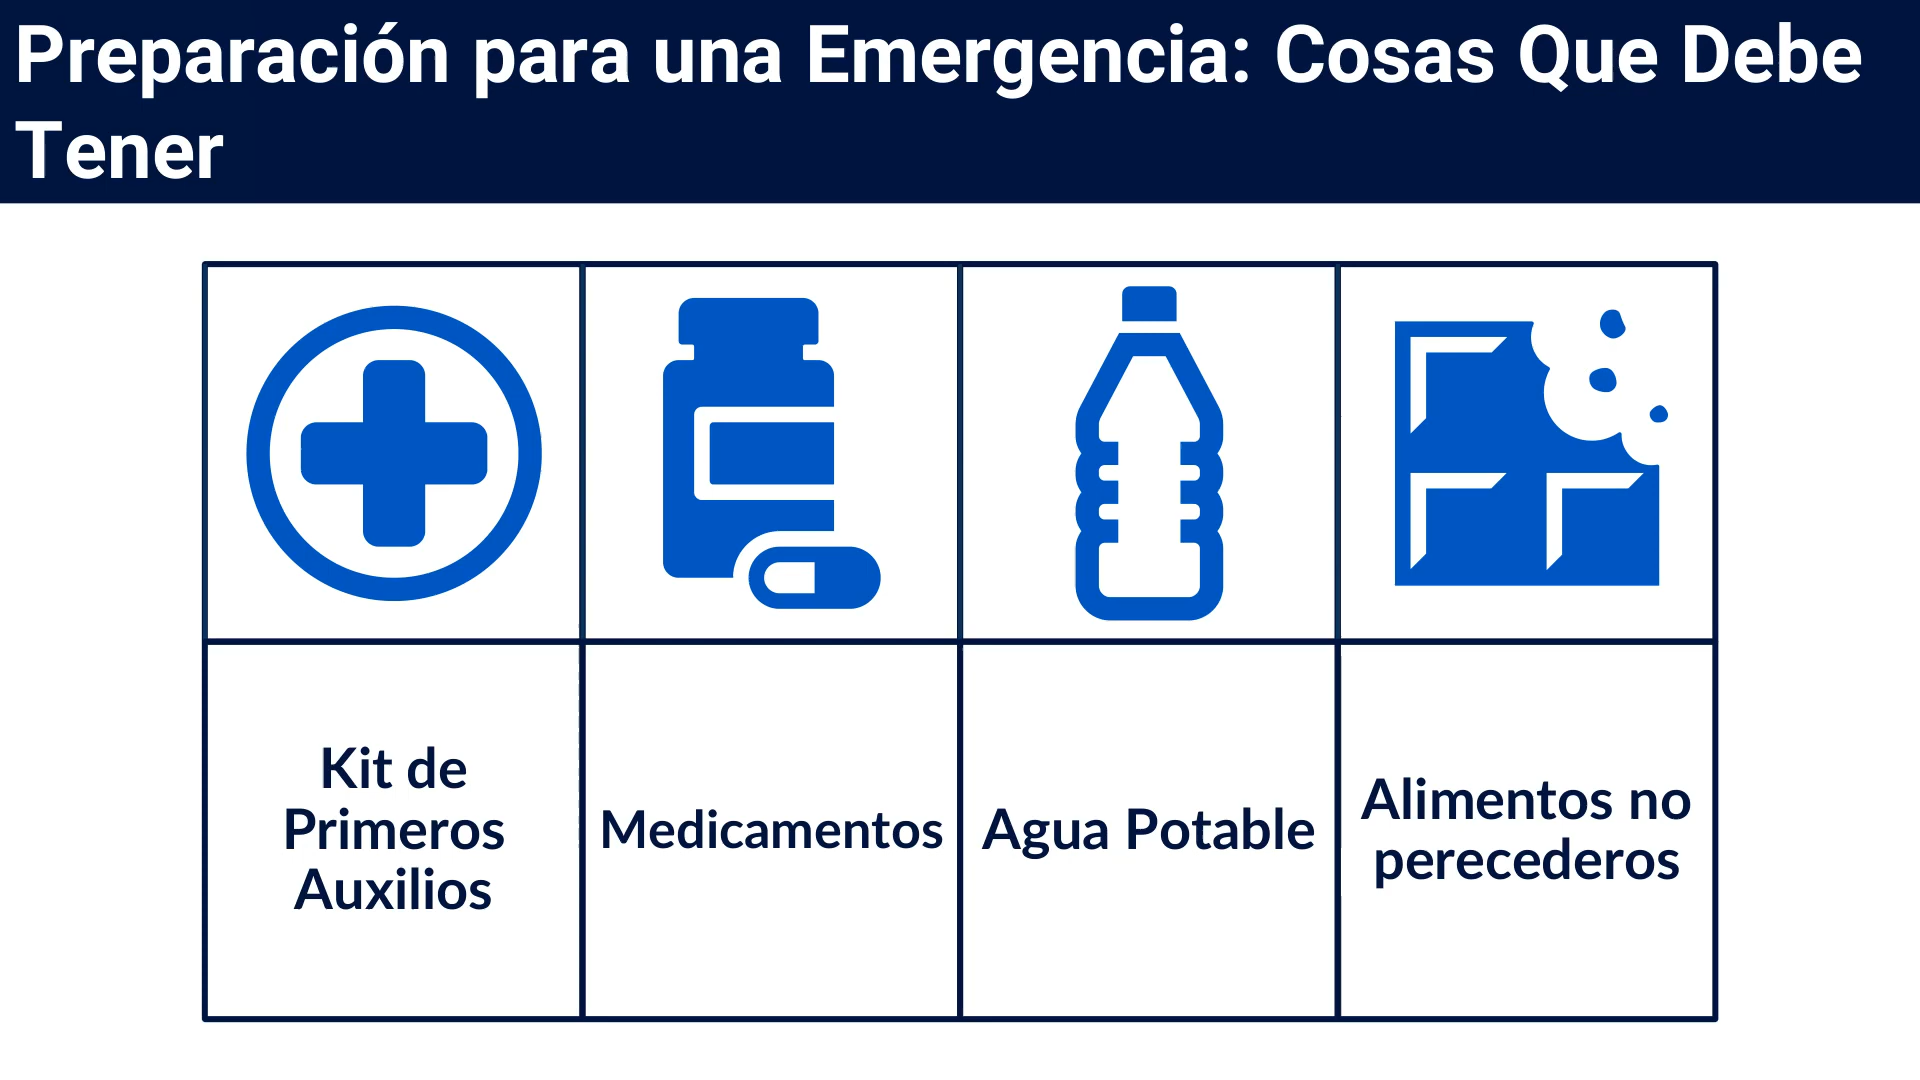 Preparación para una Emergencia: Cosas Que Debe
Tener
Kit de
Primeros
Auxilios
Medicamentos
Agua Potable
Alimentos no
perecederos